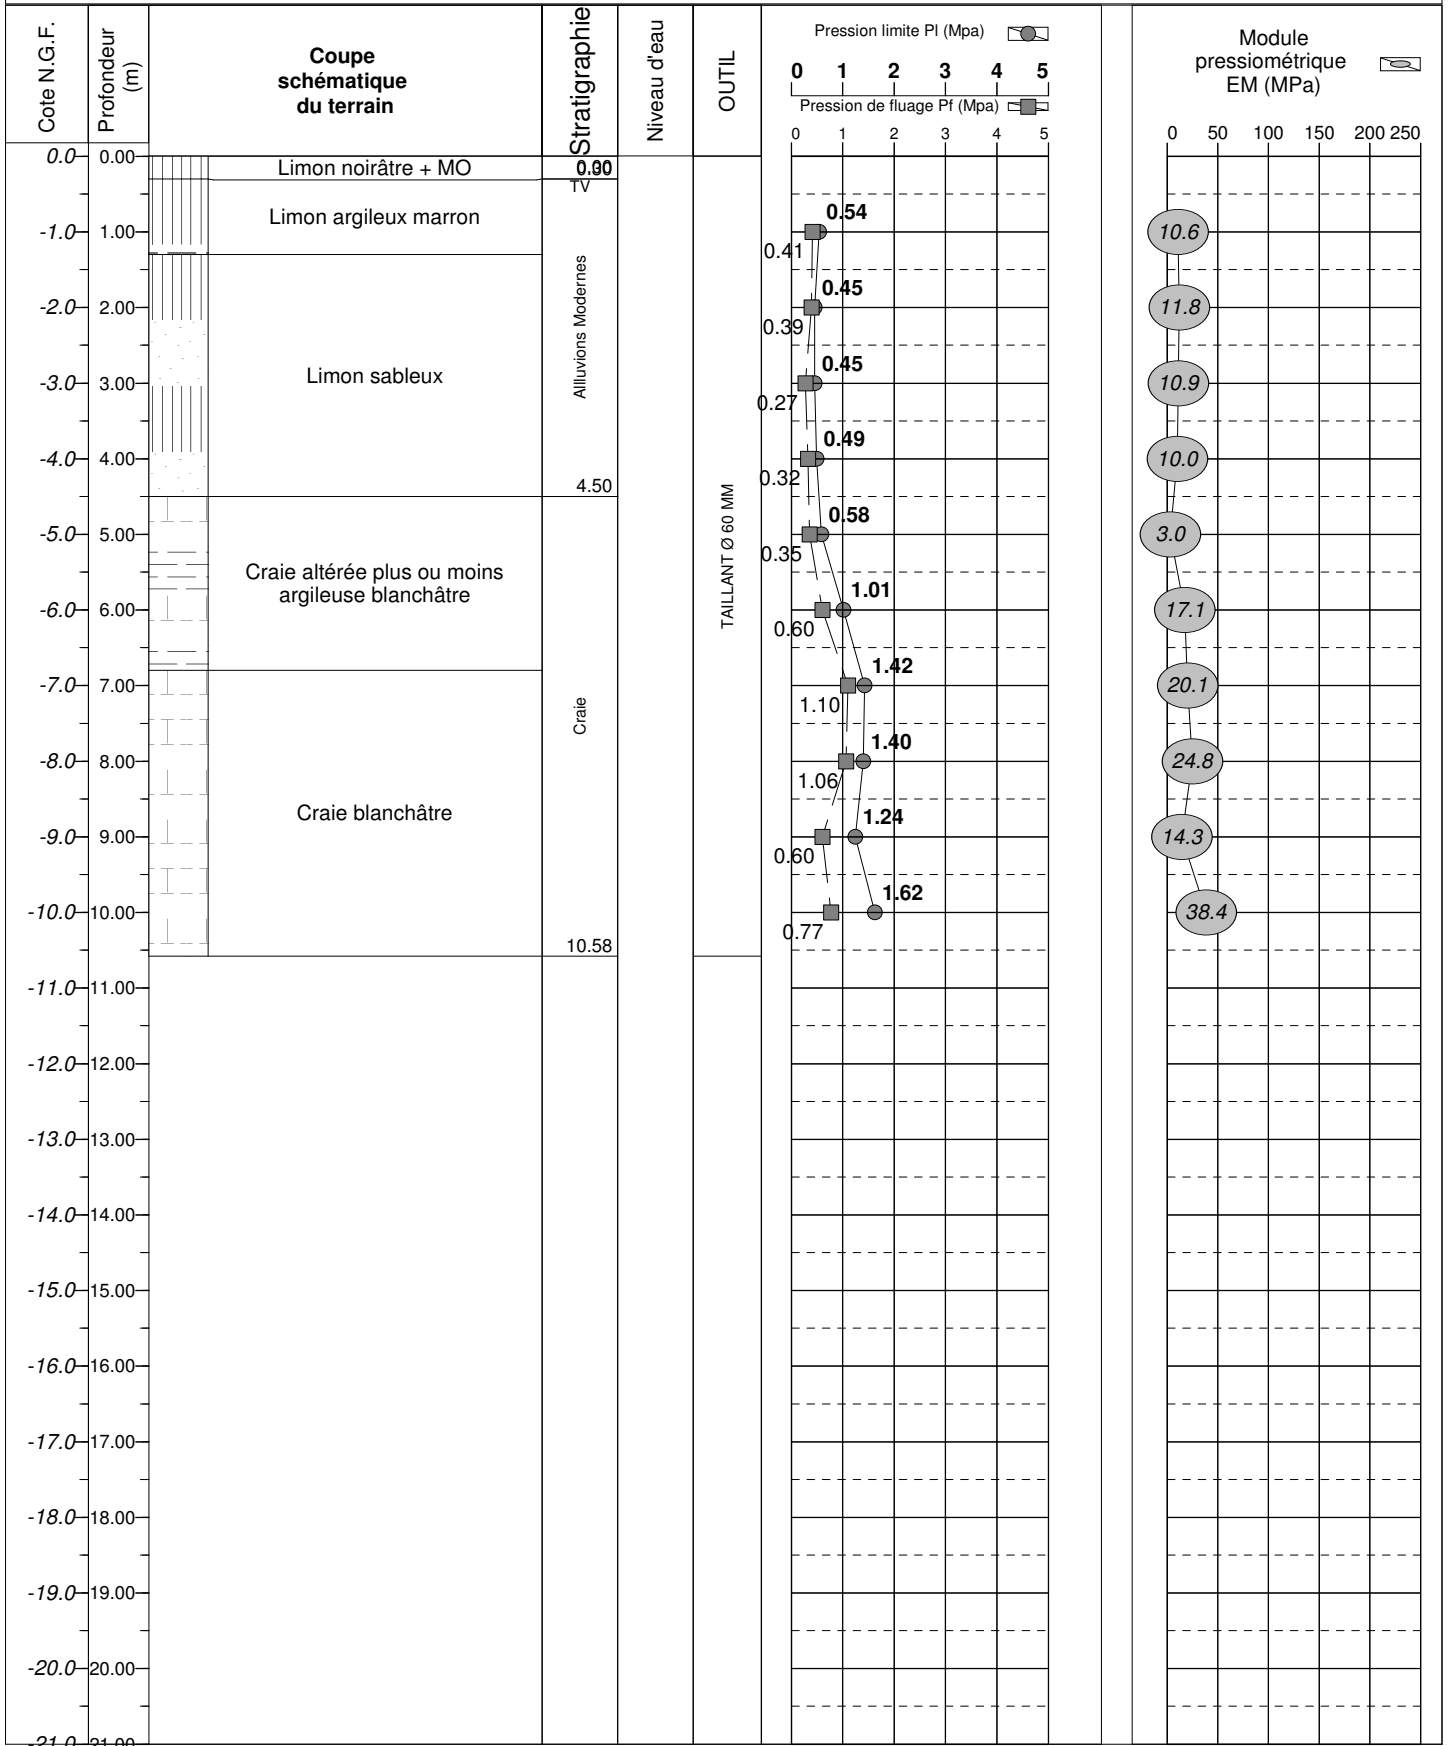 Cote N.G.F.
Profondeur
(m)
Coupe
schématique
du terrain
Stratigraphie
Niveau d'eau
OUTIL
Pression limite Pl (Mpa)
0 1 2 3 4 5
Pression de fluage Pf (Mpa)
0 1 2 3 4 5
Module
pressiométrique
EM (MPa)
0 50 100 150 200 250
0.0 0.00
Limon noirâtre + MO
0.00
0.30
TV
Limon argileux marron
-1.0 1.00
0.54
0.41
10.6
Allluvions Modernes
-2.0 2.00
0.45
0.39
11.8
Limon sableux
-3.0 3.00
0.45
0.27
10.9
-4.0 4.00
0.49
0.32
10.0
4.50
TAILLANT Ø 60 MM
-5.0 5.00
0.58
0.35
3.0
Craie altérée plus ou moins
argileuse blanchâtre
-6.0 6.00
1.01
0.60
17.1
-7.0 7.00
1.42
1.10
20.1
Craie
-8.0 8.00
1.40
1.06
24.8
Craie blanchâtre
-9.0 9.00
1.24
0.60
14.3
-10.0 10.00
1.62
0.77
38.4
10.58
-11.0 11.00
-12.0 12.00
-13.0 13.00
-14.0 14.00
-15.0 15.00
-16.0 16.00
-17.0 17.00
-18.0 18.00
-19.0 19.00
-20.0 20.00
-21.0 21.00